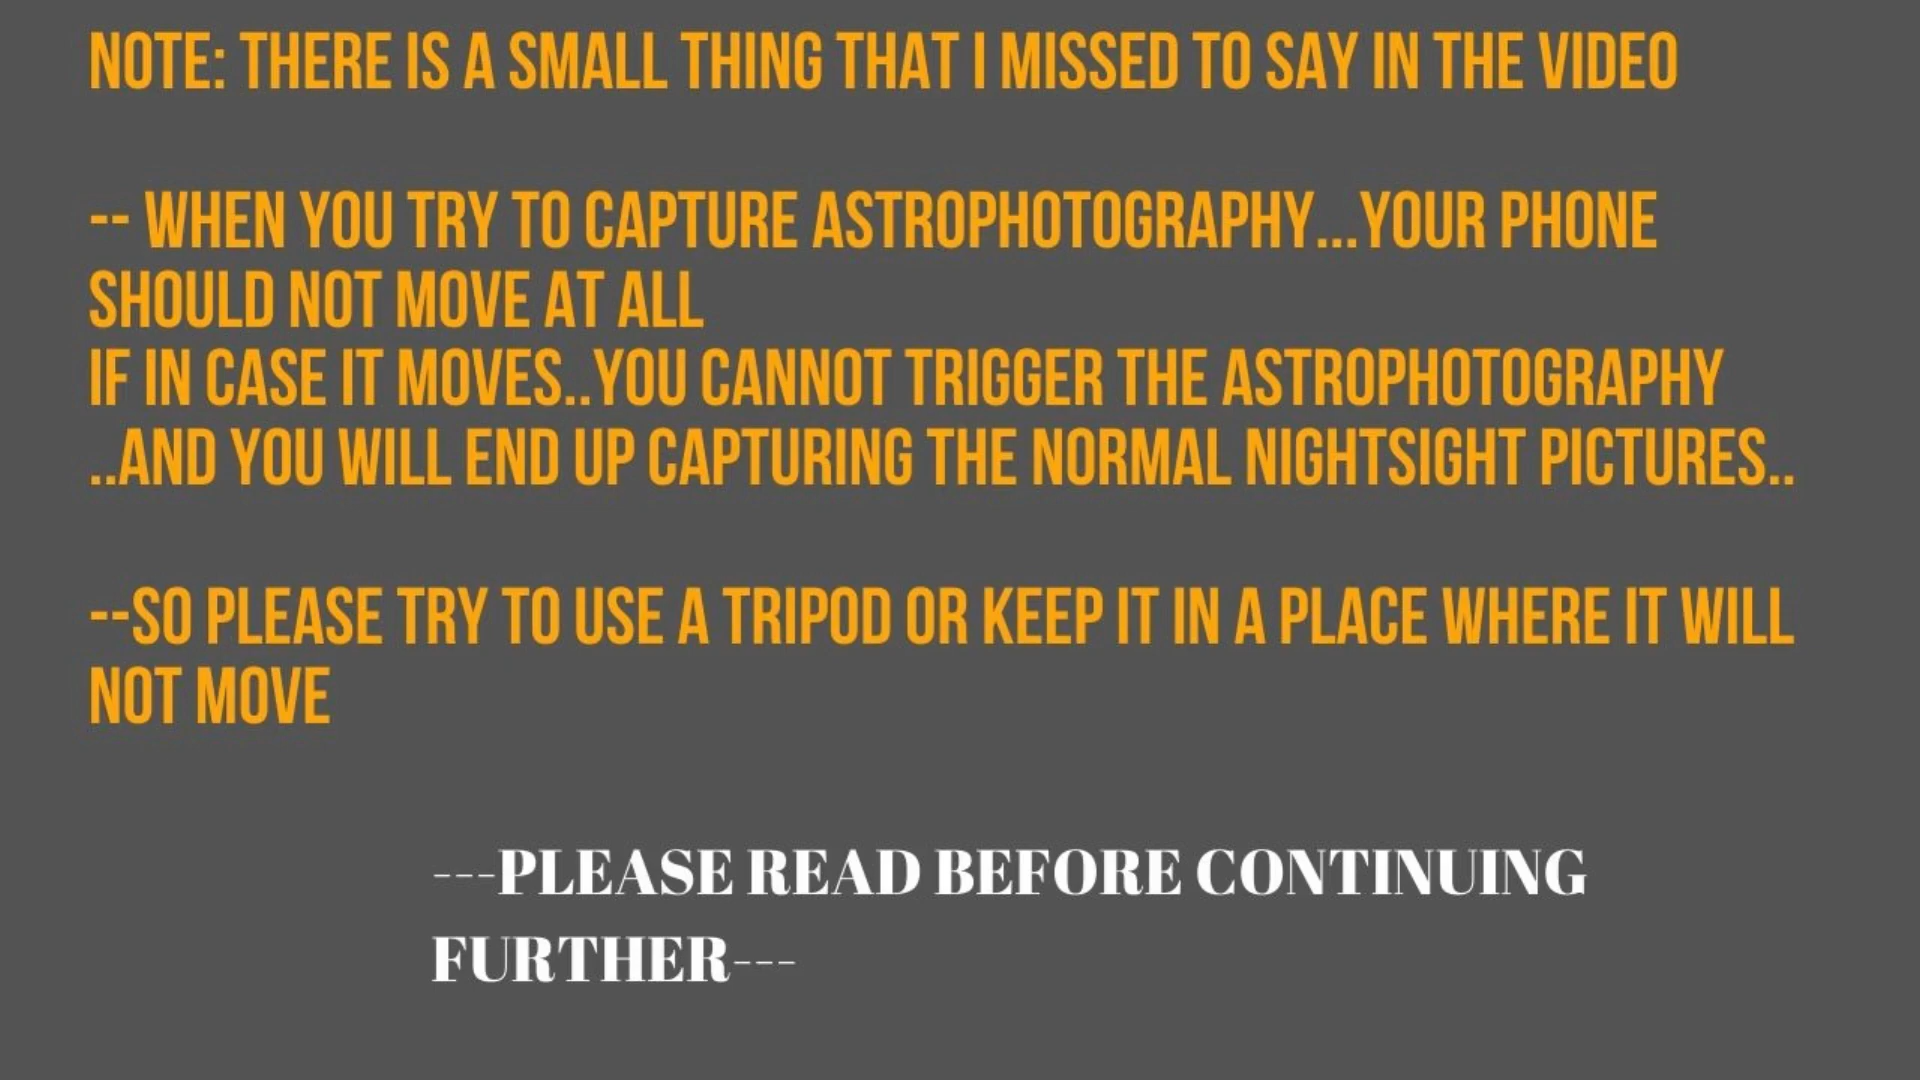 NOTE: THERE IS A SMALL THING THAT I MISSED TO SAY IN THE VIDEO
-- WHEN YOU TRY TO CAPTURE ASTROPHOTOGRAPHY...YOUR PHONE
SHOULD NOT MOVE AT ALL
IF IN CASE IT MOVES..YOU CANNOT TRIGGER THE ASTROPHOTOGRAPHY
..AND YOU WILL END UP CAPTURING THE NORMAL NIGHTSIGHT PICTURES..
--SO PLEASE TRY TO USE A TRIPOD OR KEEP IT IN A PLACE WHERE IT WILL
NOT MOVE
---PLEASE READ BEFORE CONTINUING
FURTHER---